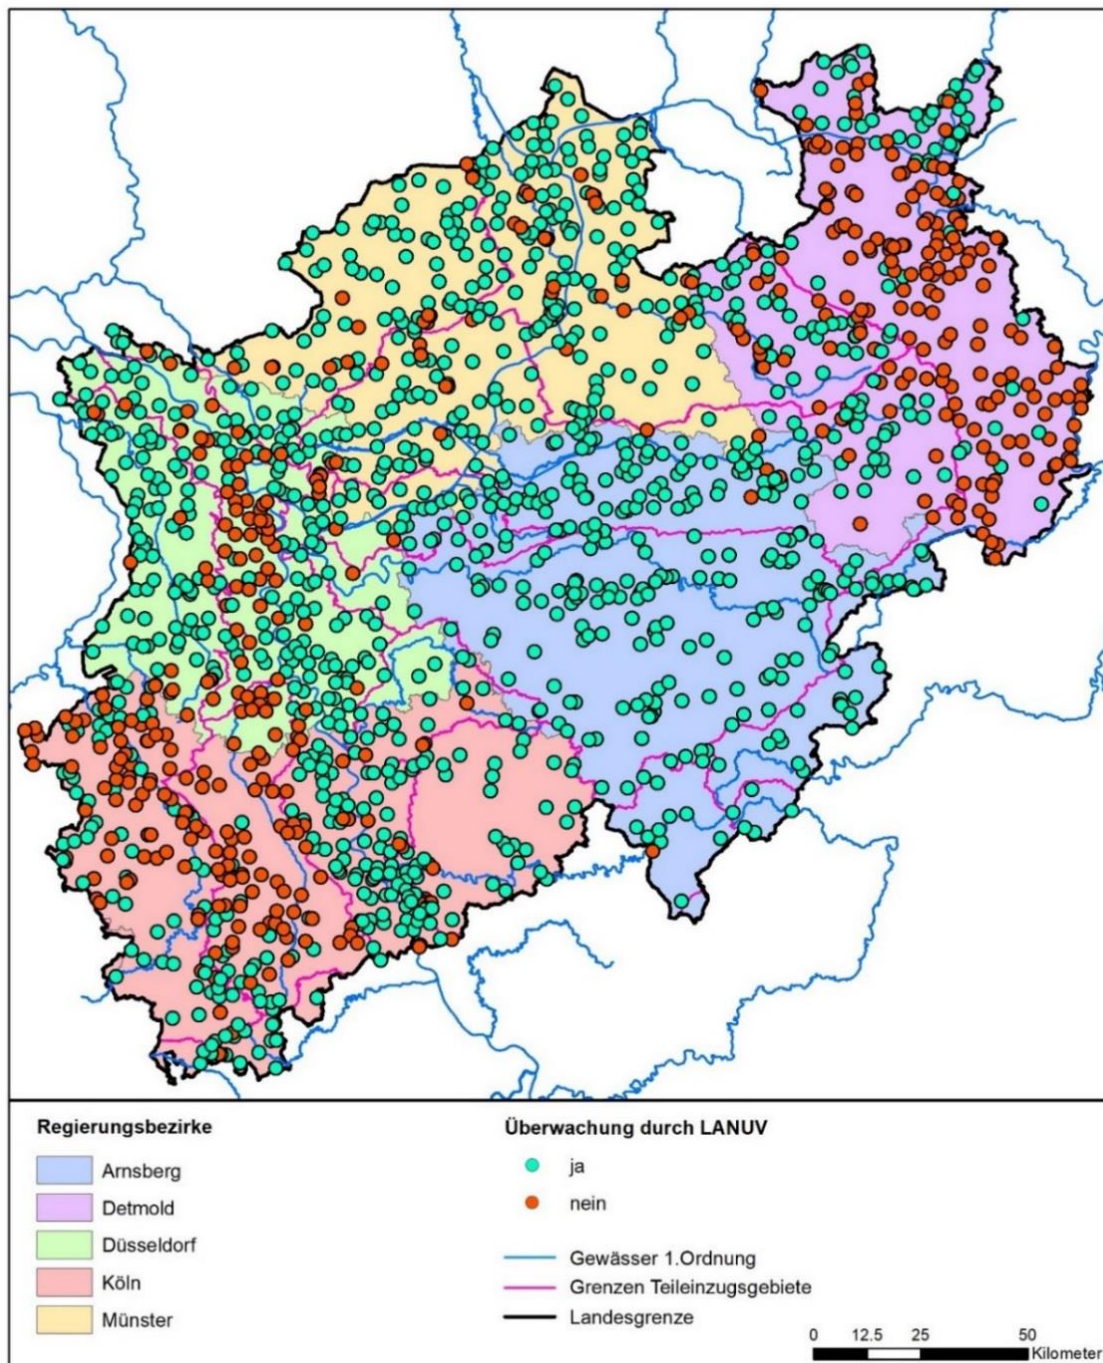 Regierungsbezirke
Arnsberg
Detmold
Düsseldorf
Köln
Münster
Überwachung durch LANUV
ja
nein
Gewässer 1.Ordnung
Grenzen Teileinzugsgebiete
Landesgrenze
0 12.5 25 50
Kilometer